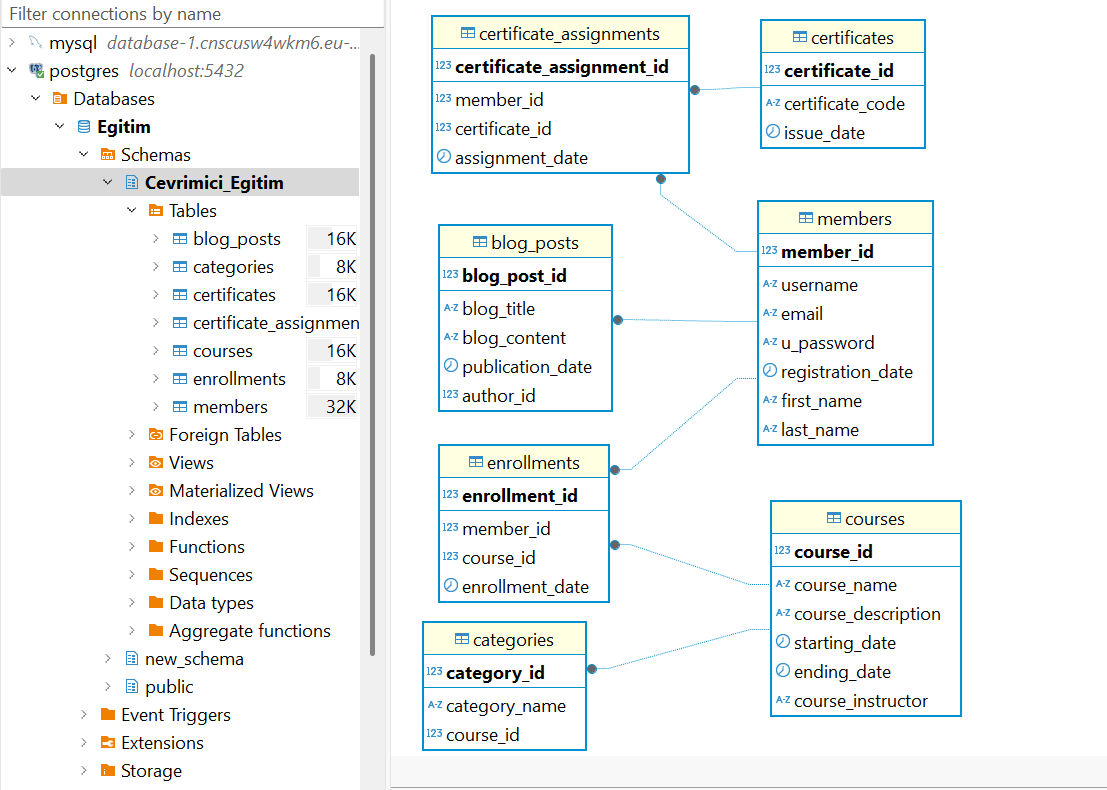 Filter connections by name
mysql database-1.cnscusw4wkm6.eu-...
postgres localhost:5432
Databases
Egitim
Schemas
Cevrimici_Egitim
Tables
blog_posts 16K
categories 8K
certificates 16K
certificate_assignmen
courses 16K
enrollments 8K
members 32K
Foreign Tables
Views
Materialized Views
Indexes
Functions
Sequences
Data types
Aggregate functions
new_schema
public
Event Triggers
Extensions
Storage
certificate_assignments
123 certificate_assignment_id
123 member_id
123 certificate_id
assignment_date
certificates
123 certificate_id
A-Z certificate_code
issue_date
blog_posts
123 blog_post_id
A-Z blog_title
A-Z blog_content
publication_date
123 author_id
members
123 member_id
A-Z username
A-Z email
A-Z u_password
registration_date
A-Z first_name
A-Z last_name
enrollments
123 enrollment_id
123 member_id
123 course_id
enrollment_date
courses
123 course_id
A-Z course_name
A-Z course_description
starting_date
ending_date
A-Z course_instructor
categories
123 category_id
A-Z category_name
123 course_id